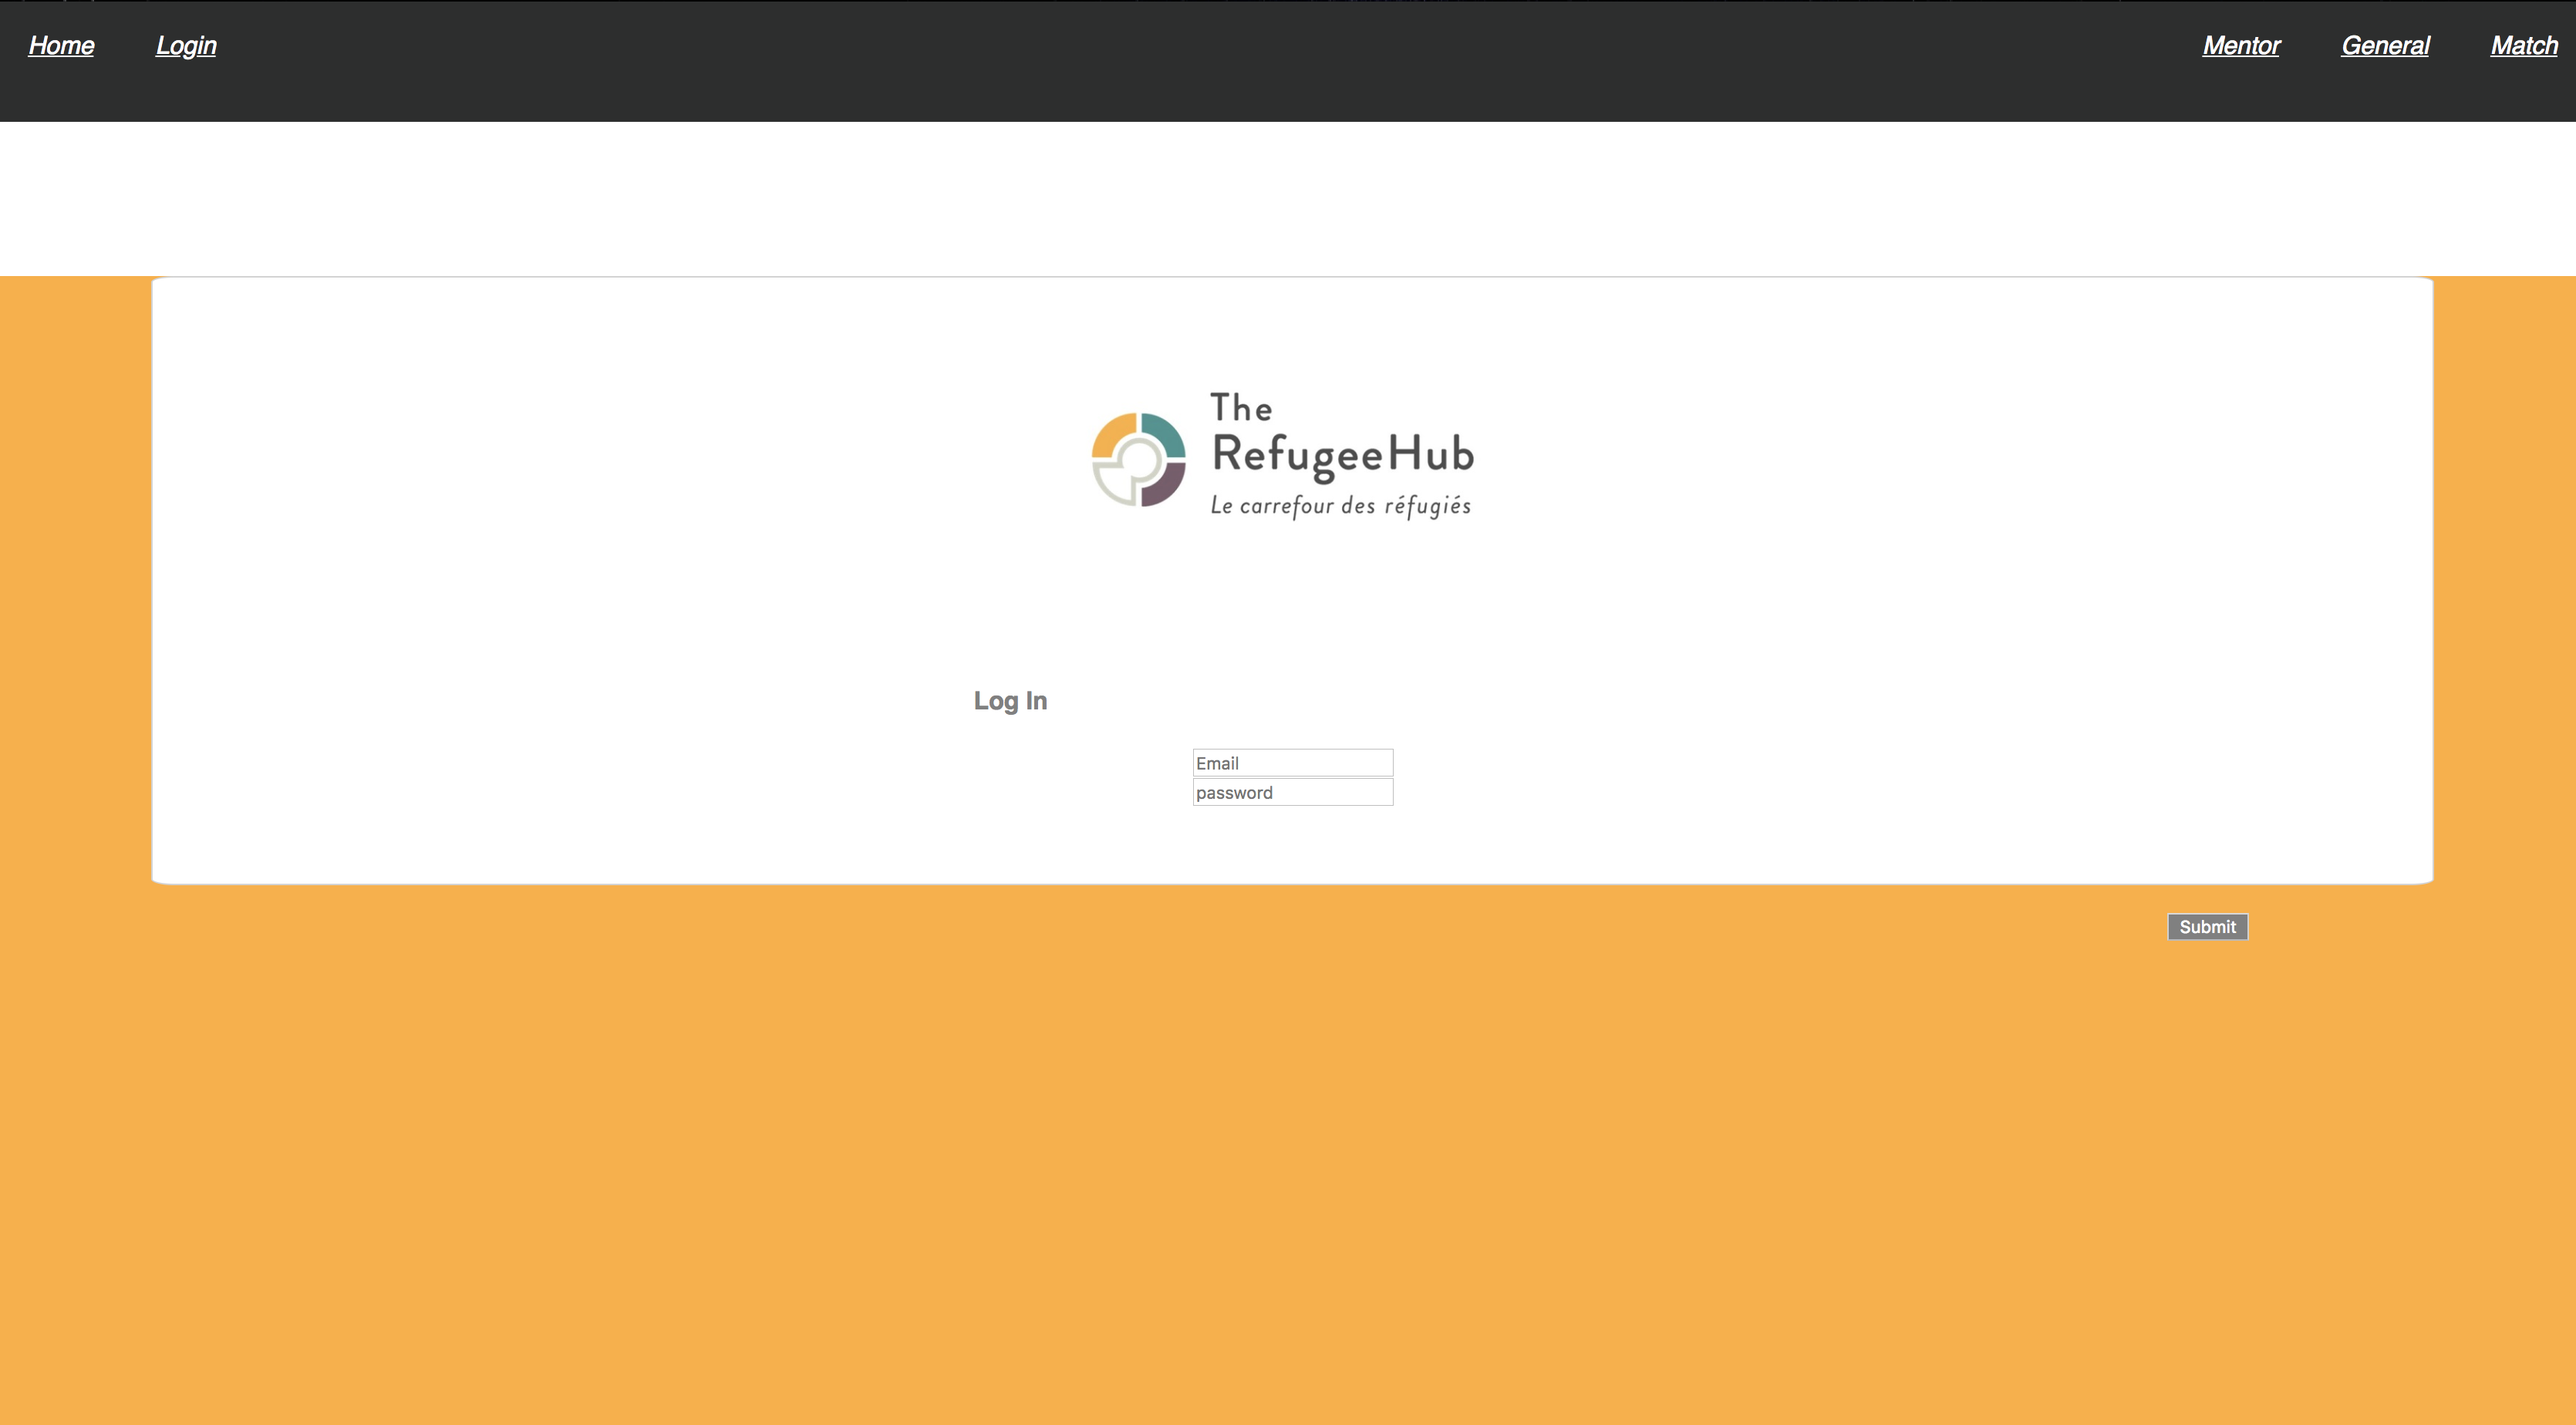 Home Login Mentor General Match
The
RefugeeHub
Le carrefour des réfugiés
Log In
Email
password
Submit